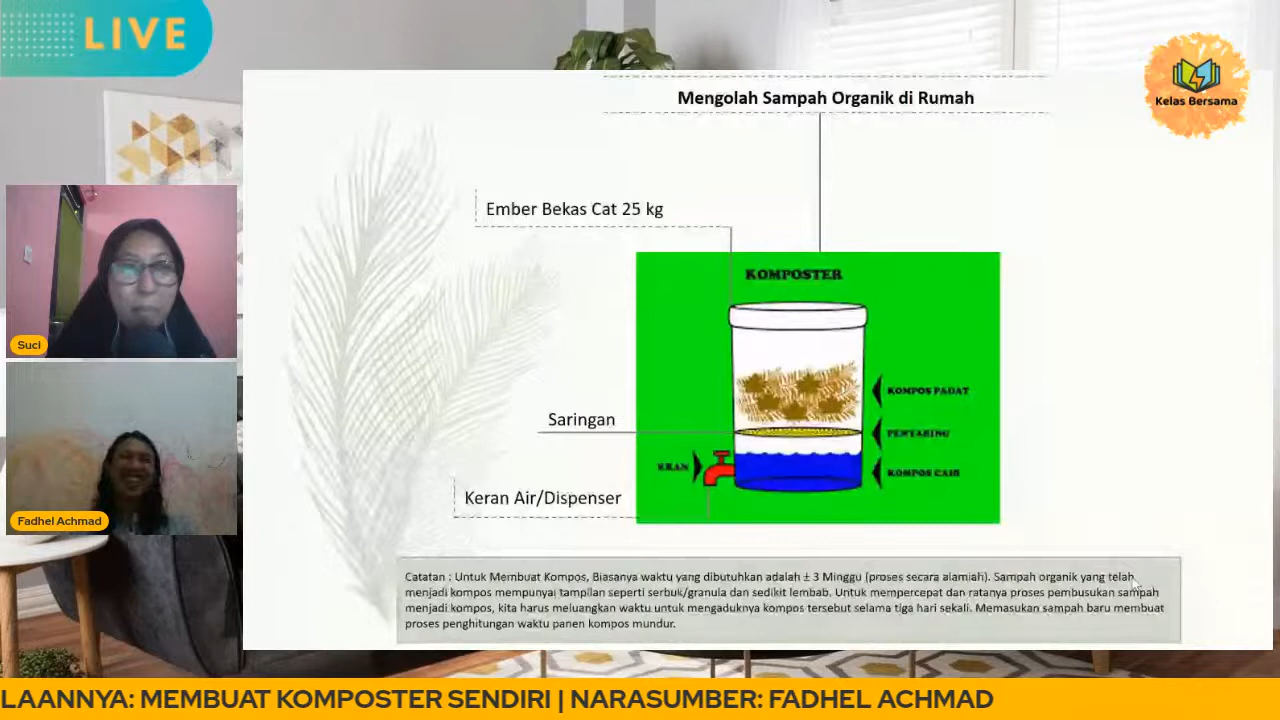 LIVE
Kelas Bersama
Mengolah Sampah Organik di Rumah
Ember Bekas Cat 25 kg
KOMPOSTER
KOMPOS PADAT
Saringan
PENYARING
KRAN
KOMPOS CAIR
Keran Air/Dispenser
Suci
Fadhel Achmad
Catatan : Untuk Membuat Kompos, Biasanya waktu yang dibutuhkan adalah ± 3 Minggu (proses secara alamiah). Sampah organik yang telah
menjadi kompos mempunyai tampilan seperti serbuk/granula dan sedikit lembab. Untuk mempercepat dan ratanya proses pembusukan sampah
menjadi kompos, kita harus meluangkan waktu untuk mengaduknya kompos tersebut selama tiga hari sekali. Memasukan sampah baru membuat
proses penghitungan waktu panen kompos mundur.
LAANNYA: MEMBUAT KOMPOSTER SENDIRI | NARASUMBER: FADHEL ACHMAD